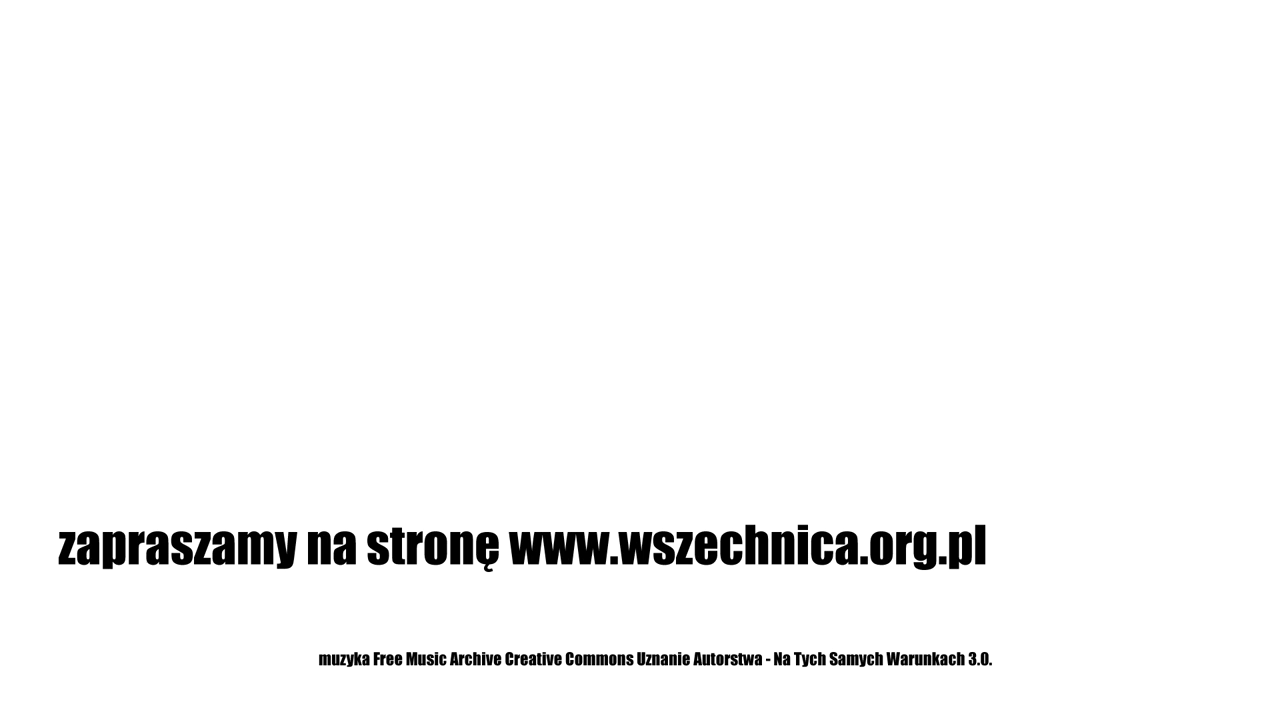 zapraszamy na stronę www.wszechnica.org.pl
muzyka Free Music Archive Creative Commons Uznanie Autorstwa - Na Tych Samych Warunkach 3.0.